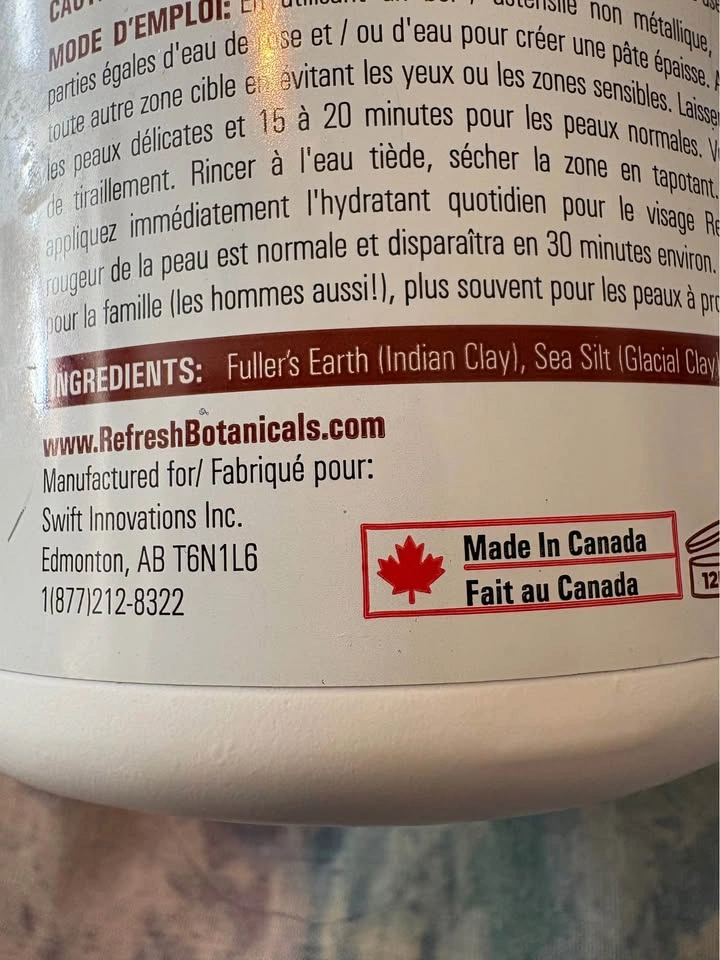 MODE D'EMPLOI: non métallique,
parties égales d'eau de rose et / ou d'eau pour créer une pâte épaisse.
toute autre zone cible en évitant les yeux ou les zones sensibles. Laisser
les peaux délicates et 15 à 20 minutes pour les peaux normales.
de tiraillement. Rincer à l'eau tiède, sécher la zone en tapotant.
appliquez immédiatement l'hydratant quotidien pour le visage Re
rougeur de la peau est normale et disparaîtra en 30 minutes environ.
pour la famille (les hommes aussi!), plus souvent pour les peaux à pro
INGREDIENTS: Fuller's Earth (Indian Clay), Sea Silt (Glacial Clay)
www.RefreshBotanicals.com
Manufactured for/ Fabriqué pour:
Swift Innovations Inc.
Edmonton, AB T6N1L6
1(877)212-8322
Made In Canada
Fait au Canada
12